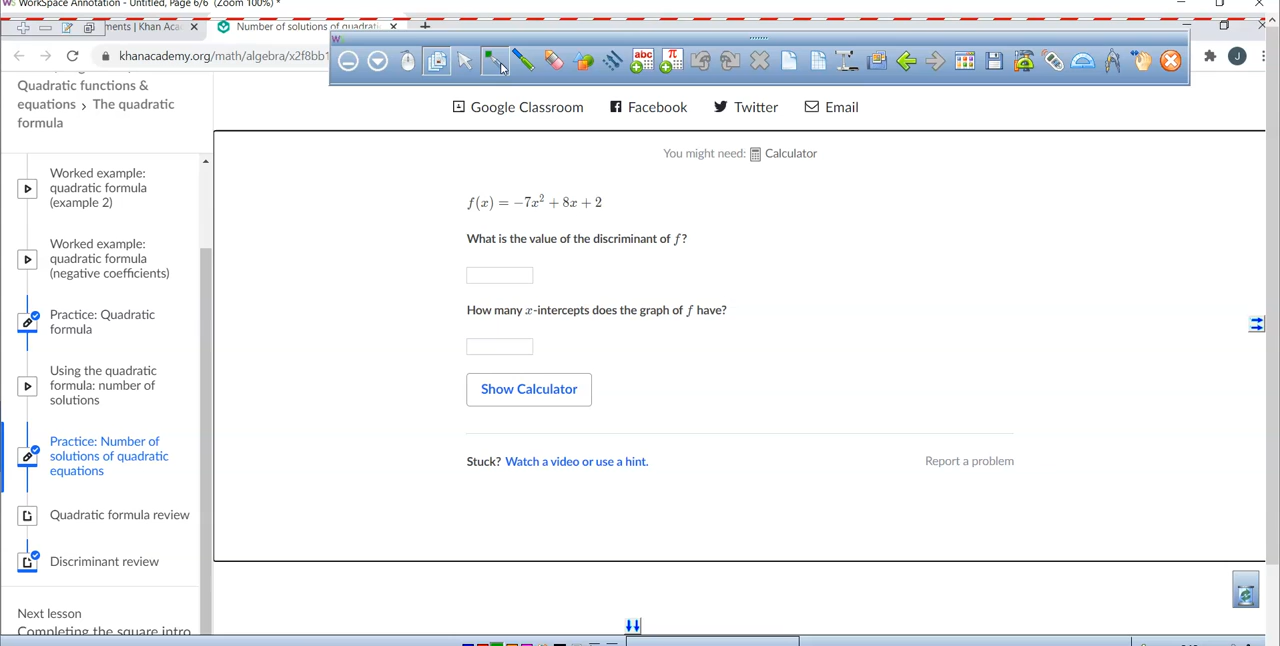 WorkSpace Annotation - Untitled, Page 6/6 (Zoom 100%) *
ments | Khan Aca
Number of solutions of quadrati
khanacademy.org/math/algebra/x2f8bb1
J
Quadratic functions &
equations > The quadratic
formula
Google Classroom
Facebook
Twitter
Email
You might need: Calculator
Worked example:
quadratic formula
(example 2)
Worked example:
quadratic formula
(negative coefficients)
Practice: Quadratic
formula
Using the quadratic
formula: number of
solutions
Practice: Number of
solutions of quadratic
equations
Quadratic formula review
Discriminant review
Next lesson
Completing the square intro
f(x) = −7x² + 8x + 2
What is the value of the discriminant of f?
How many x-intercepts does the graph of f have?
Show Calculator
Stuck? Watch a video or use a hint.
Report a problem